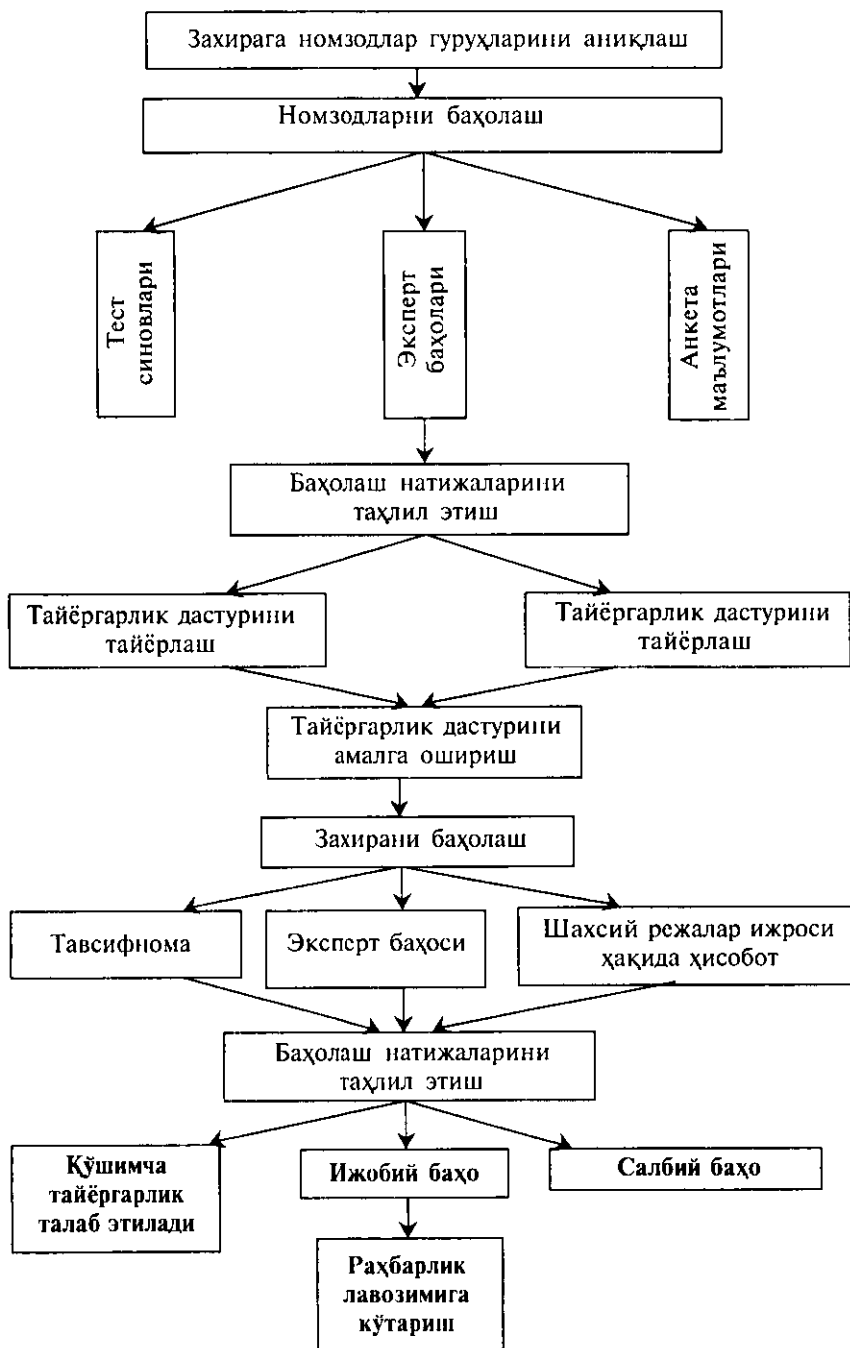 Захирага номзодлар гуруҳларини аниқлаш
Номзодларни баҳолаш
Тест
синовлари
Эксперт
баҳолари
Анкета
маълумотлари
Баҳолаш натижаларини
таҳлил этиш
Тайёргарлик дастурини
тайёрлаш
Тайёргарлик дастурини
тайёрлаш
Тайёргарлик дастурини
амалга ошириш
Захирани баҳолаш
Тавсифнома
Эксперт баҳоси
Шахсий режалар ижроси
ҳақида ҳисобот
Баҳолаш натижаларини
таҳлил этиш
Қўшимча
тайёргарлик
талаб этилади
Ижобий баҳо
Салбий баҳо
Раҳбарлик
лавозимига
кўтариш